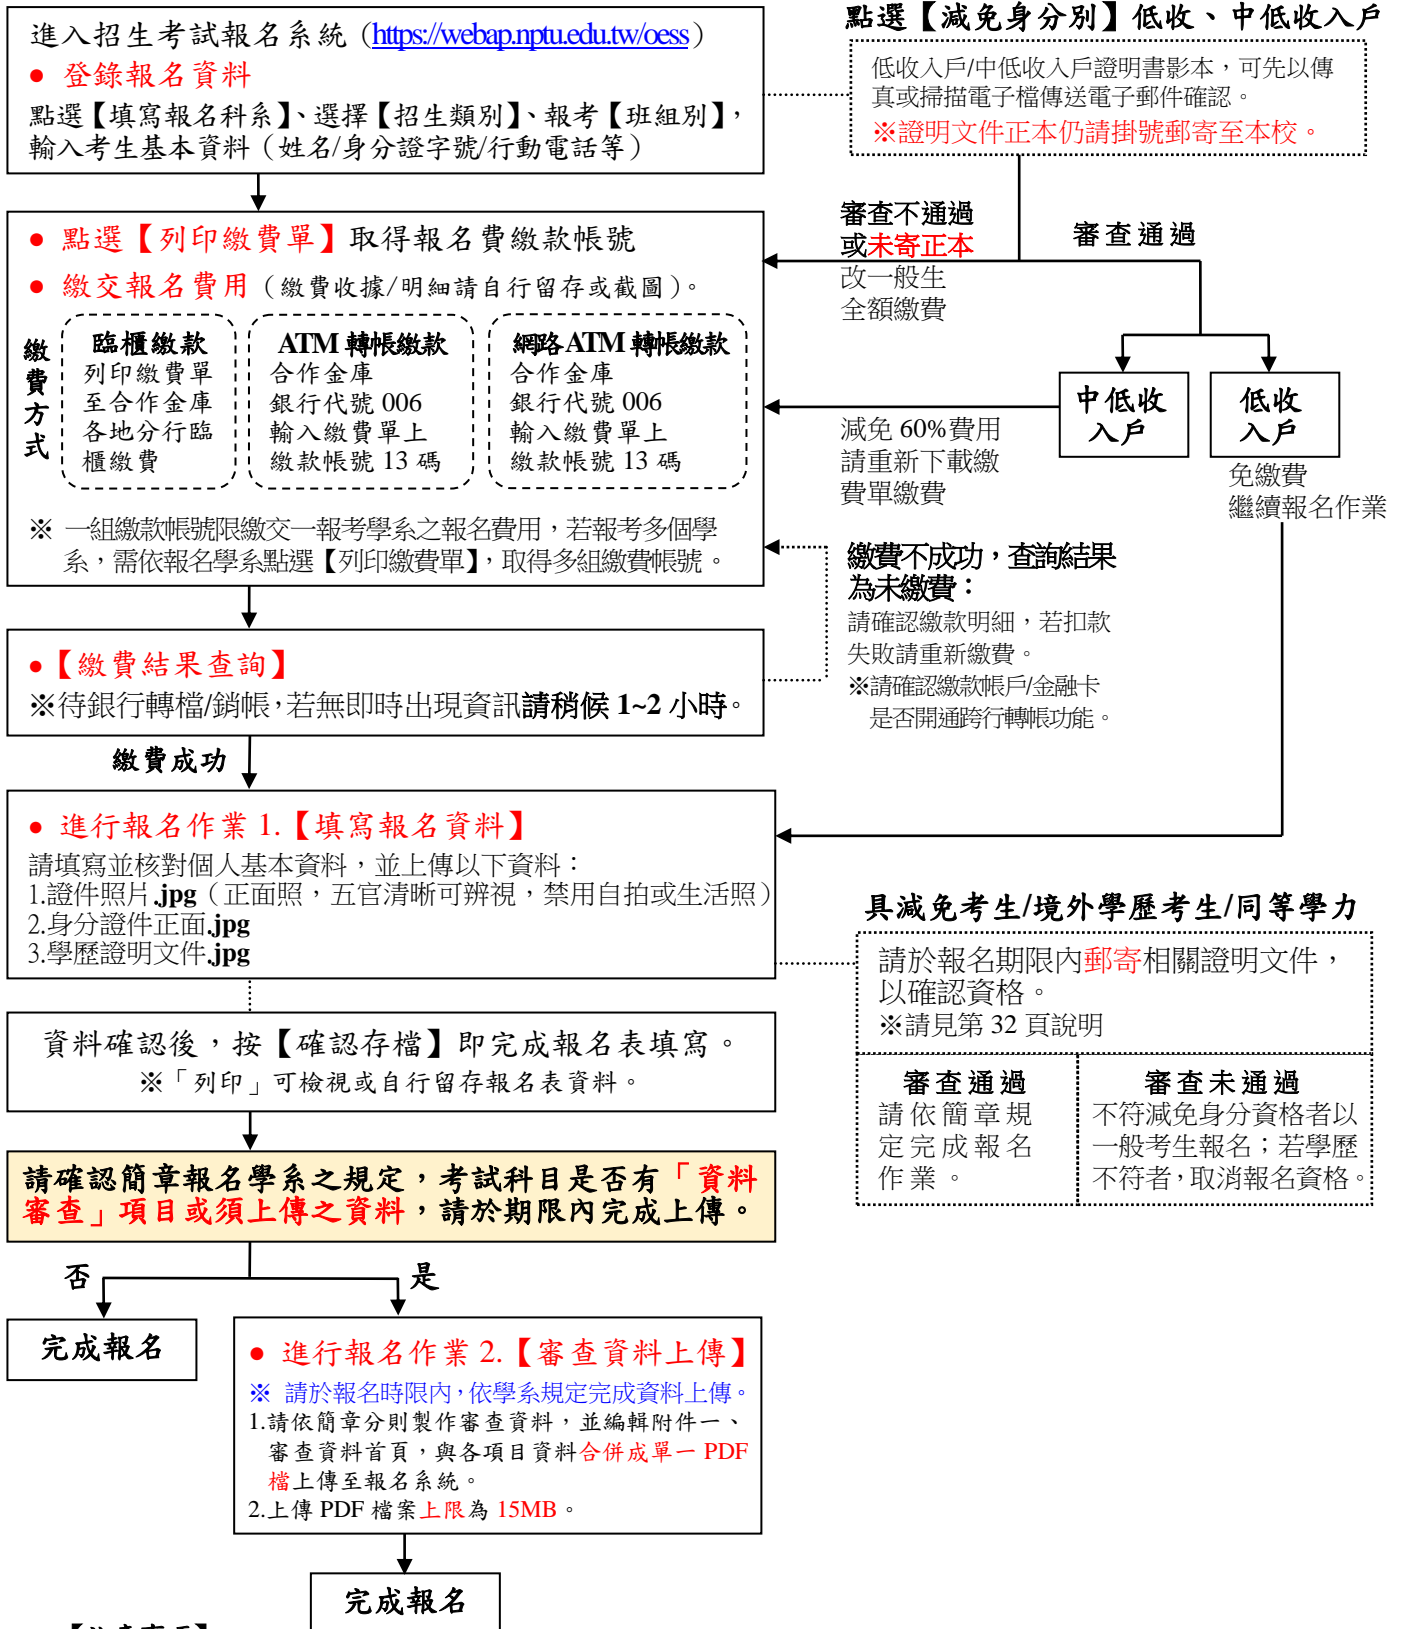 進入招生考試報名系統（https://webap.nptu.edu.tw/oess）
● 登錄報名資料
點選【填寫報名科系】、選擇【招生類別】、報考【班組別】，
輸入考生基本資料（姓名/身分證字號/行動電話等）
點選【減免身分別】低收、中低收入戶
低收入戶/中低收入戶證明書影本，可先以傳
真或掃描電子檔傳送電子郵件確認。
※證明文件正本仍請掛號郵寄至本校。
審查不通過
或未寄正本
改一般生
全額繳費
審查通過
● 點選【列印繳費單】取得報名費繳款帳號
● 繳交報名費用（繳費收據/明細請自行留存或截圖）。
繳費方式
臨櫃繳款
列印繳費單
至合作金庫
各地分行臨
櫃繳費
ATM 轉帳繳款
合作金庫
銀行代號 006
輸入繳費單上
繳款帳號 13 碼
網路 ATM 轉帳繳款
合作金庫
銀行代號 006
輸入繳費單上
繳款帳號 13 碼
※ 一組繳款帳號限繳交一報考學系之報名費用，若報考多個學
系，需依報名學系點選【列印繳費單】，取得多組繳費帳號。
中低收
入戶
低收
入戶
減免 60%費用
請重新下載繳
費單繳費
免繳費
繼續報名作業
繳費不成功，查詢結果
為未繳費：
請確認繳款明細，若扣款
失敗請重新繳費。
※請確認繳款帳戶/金融卡
是否開通跨行轉帳功能。
●【繳費結果查詢】
※待銀行轉檔/銷帳，若無即時出現資訊請稍候 1~2 小時。
繳費成功
● 進行報名作業 1.【填寫報名資料】
請填寫並核對個人基本資料，並上傳以下資料：
1.證件照片.jpg（正面照，五官清晰可辨視，禁用自拍或生活照）
2.身分證件正面.jpg
3.學歷證明文件.jpg
具減免考生/境外學歷考生/同等學力
請於報名期限內郵寄相關證明文件，
以確認資格。
※請見第 32 頁說明
審查通過
請依簡章規
定完成報名
作業。
審查未通過
不符減免身分資格者以
一般考生報名；若學歷
不符者，取消報名資格。
資料確認後，按【確認存檔】即完成報名表填寫。
※「列印」可檢視或自行留存報名表資料。
請確認簡章報名學系之規定，考試科目是否有「資料
審查」項目或須上傳之資料，請於期限內完成上傳。
否
是
完成報名
● 進行報名作業 2.【審查資料上傳】
※ 請於報名時限內，依學系規定完成資料上傳。
1.請依簡章分則製作審查資料，並編輯附件一、
審查資料首頁，與各項目資料合併成單一 PDF
檔上傳至報名系統。
2.上傳 PDF 檔案上限為 15MB。
完成報名